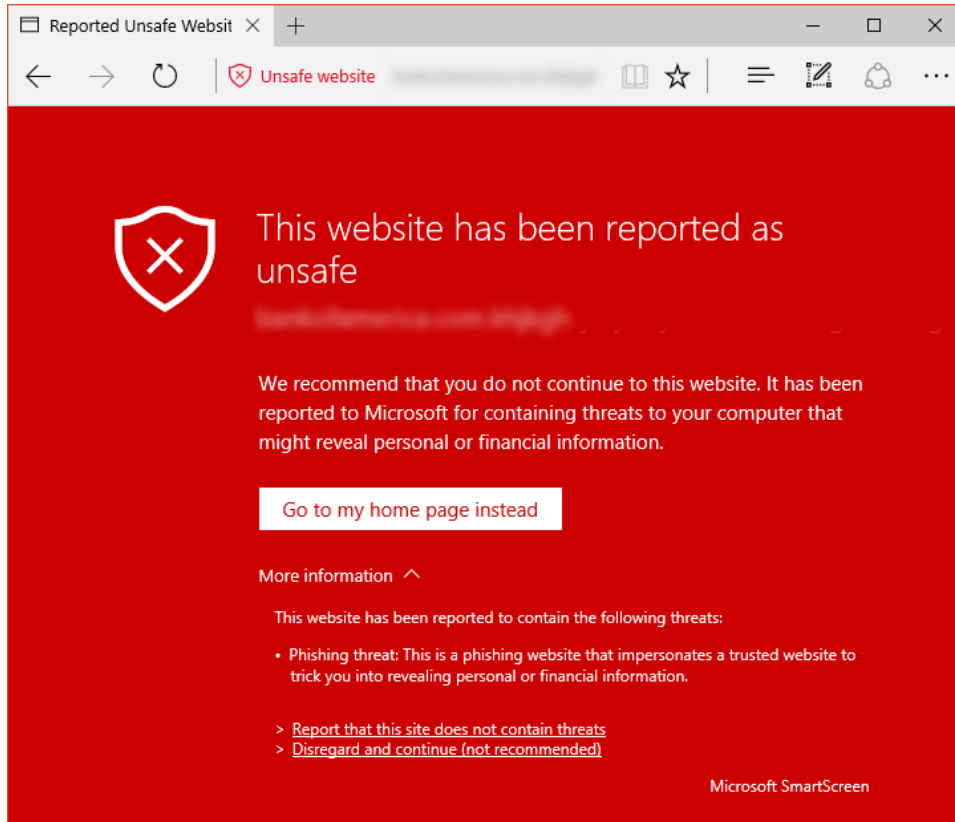 Reported Unsafe Websit
Unsafe website
This website has been reported as
unsafe
bankofamerica.com.
We recommend that you do not continue to this website. It has been
reported to Microsoft for containing threats to your computer that
might reveal personal or financial information.
Go to my home page instead
More information
This website has been reported to contain the following threats:
• Phishing threat: This is a phishing website that impersonates a trusted website to
trick you into revealing personal or financial information.
> Report that this site does not contain threats
> Disregard and continue (not recommended)
Microsoft SmartScreen